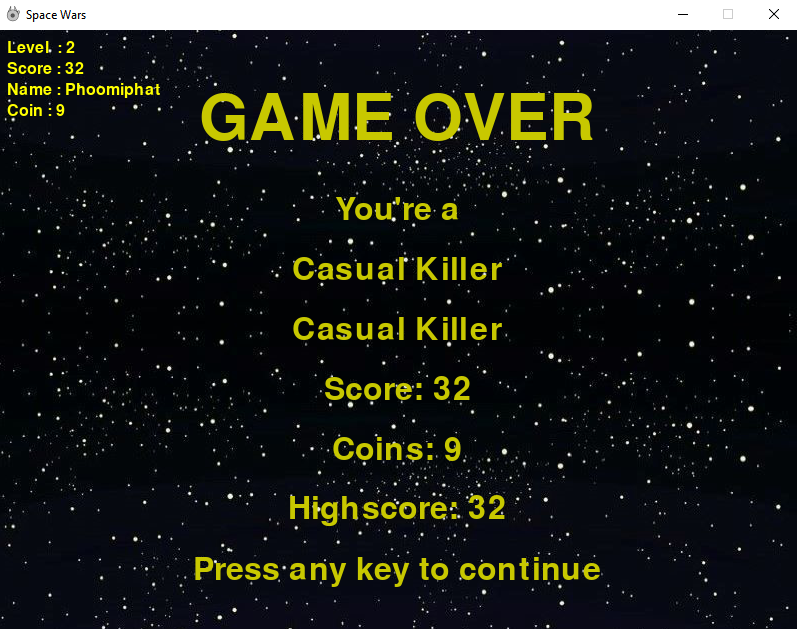 Space Wars
Level : 2
Score : 32
Name : Phoomiphat
Coin : 9
GAME OVER
You're a
Casual Killer
Casual Killer
Score: 32
Coins: 9
Highscore: 32
Press any key to continue